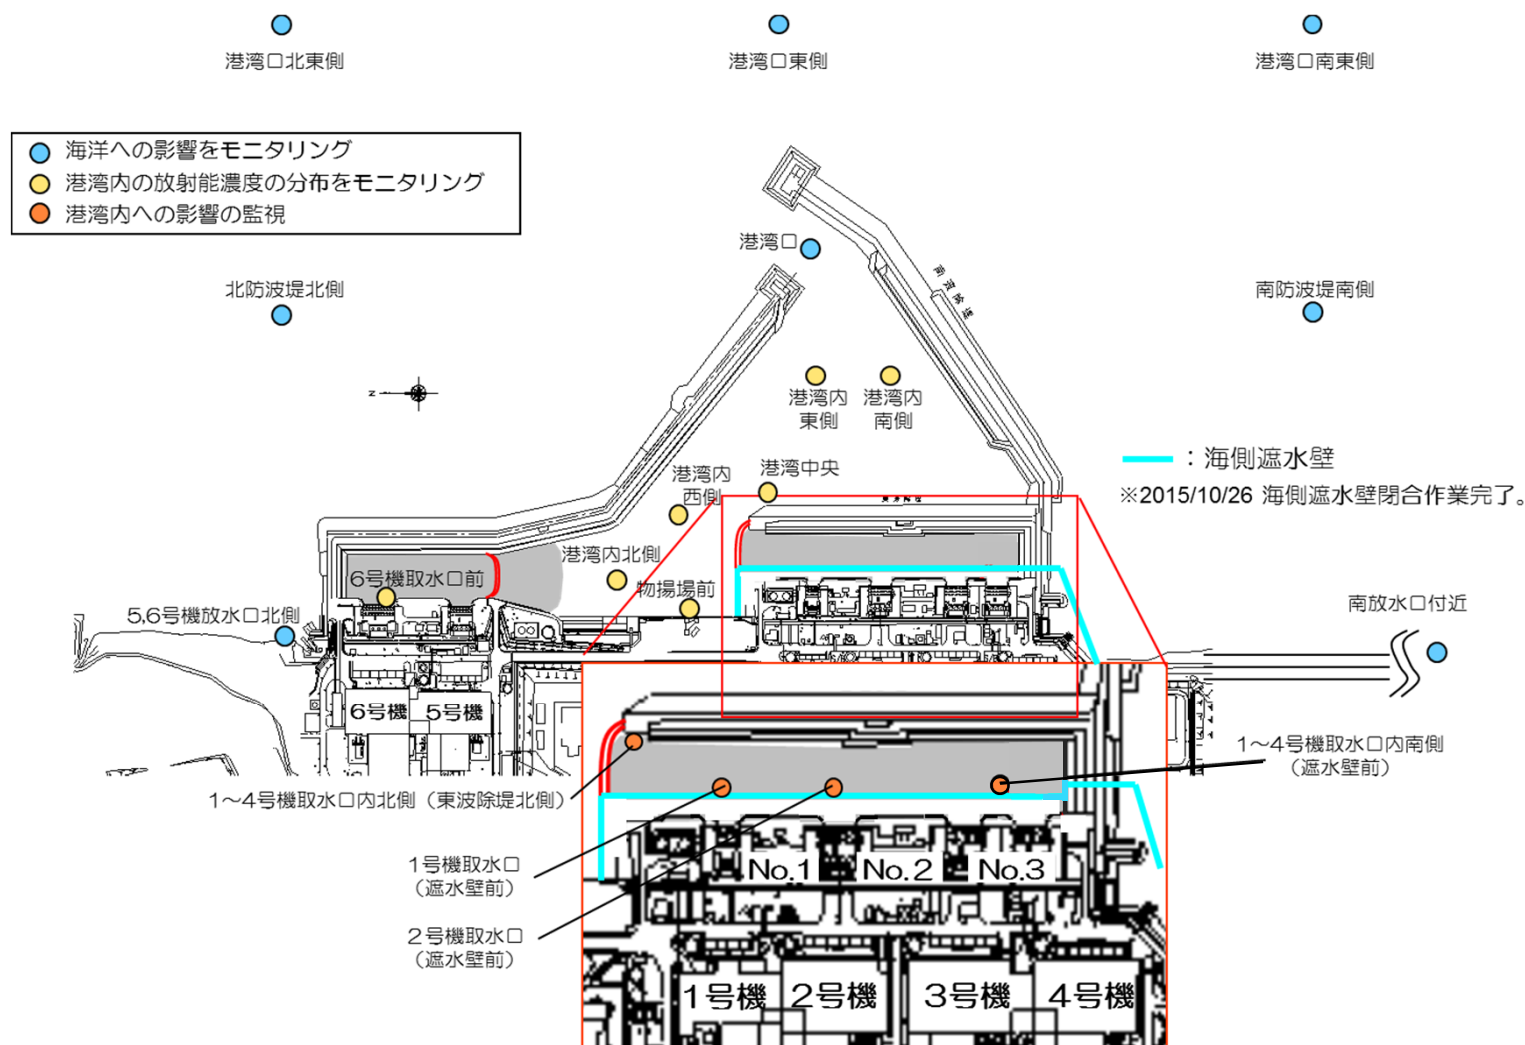 港湾口北東側
港湾口東側
港湾口南東側
海洋への影響をモニタリング
港湾内の放射能濃度の分布をモニタリング
港湾内への影響の監視
港湾口
北防波堤北側
南防波堤南側
N
港湾内
東側
港湾内
南側
：海側遮水壁
※2015/10/26 海側遮水壁閉合作業完了。
港湾内
西側
港湾中央
港湾内北側
6号機取水口前
物揚場前
5,6号機放水口北側
南放水口付近
6号機
5号機
1～4号機取水口内南側
（遮水壁前）
1～4号機取水口内北側（東波除堤北側）
1号機取水口
（遮水壁前）
No.1
No.2
No.3
2号機取水口
（遮水壁前）
1号機
2号機
3号機
4号機